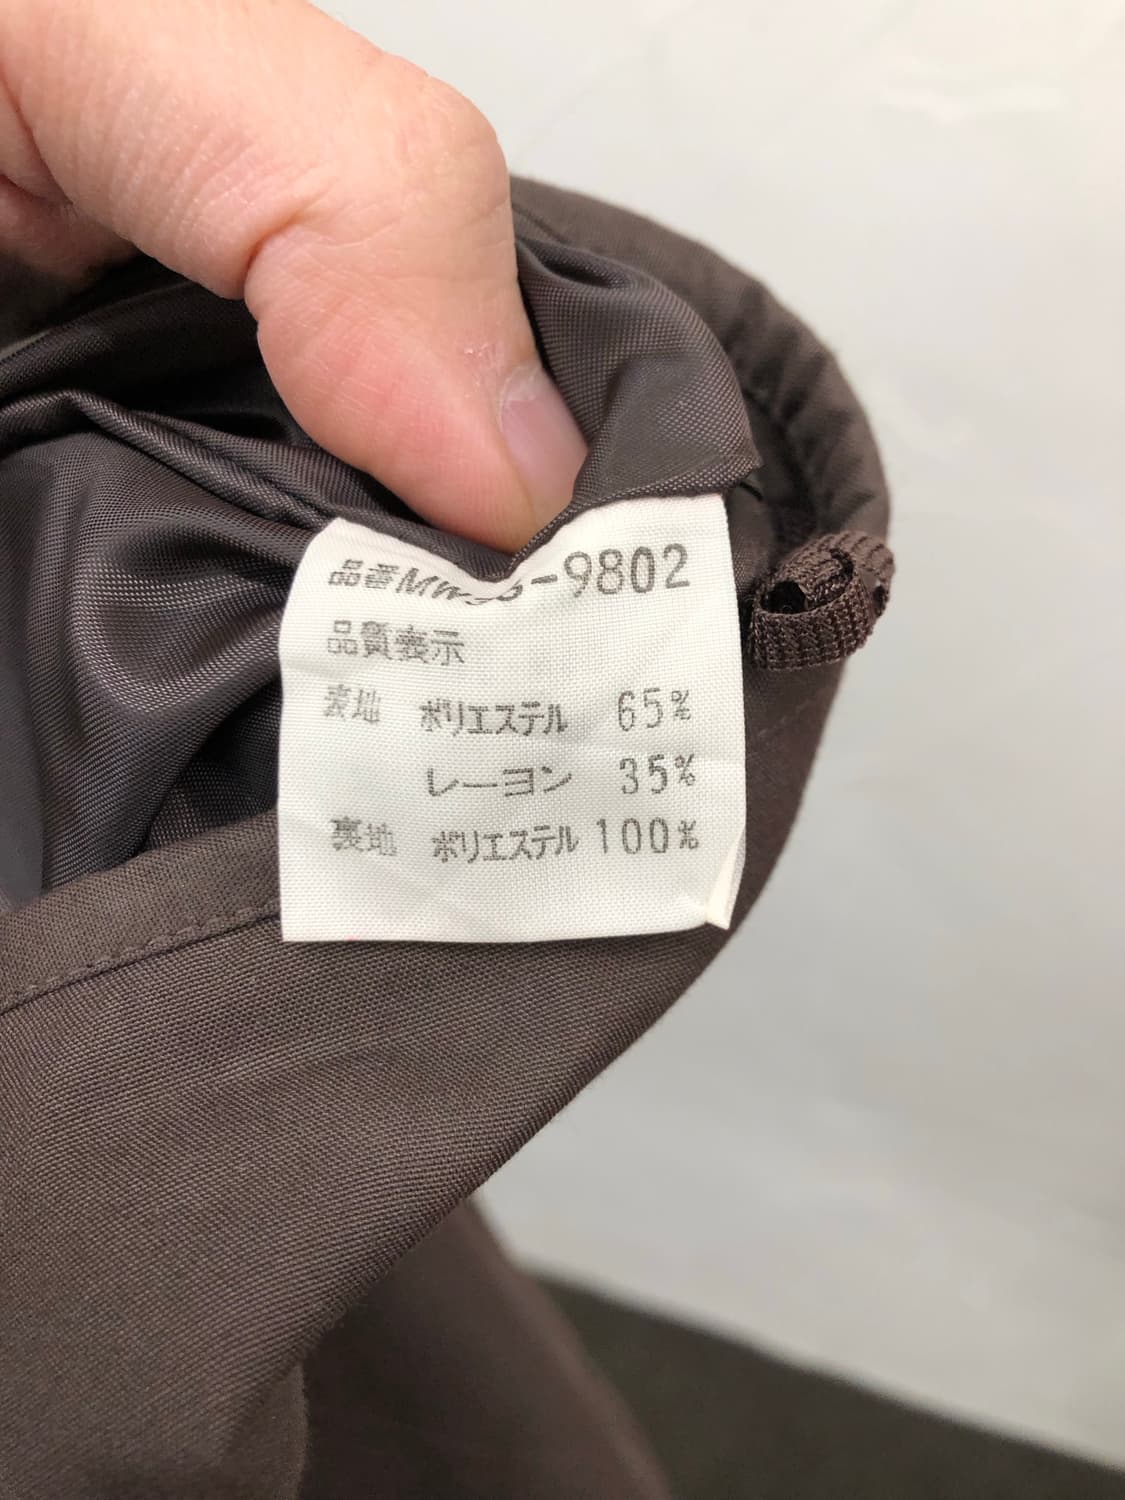 品番 -9802
品質表示
表地 ポリエステル 65%
レーヨン 35%
裏地 ポリエステル 100%